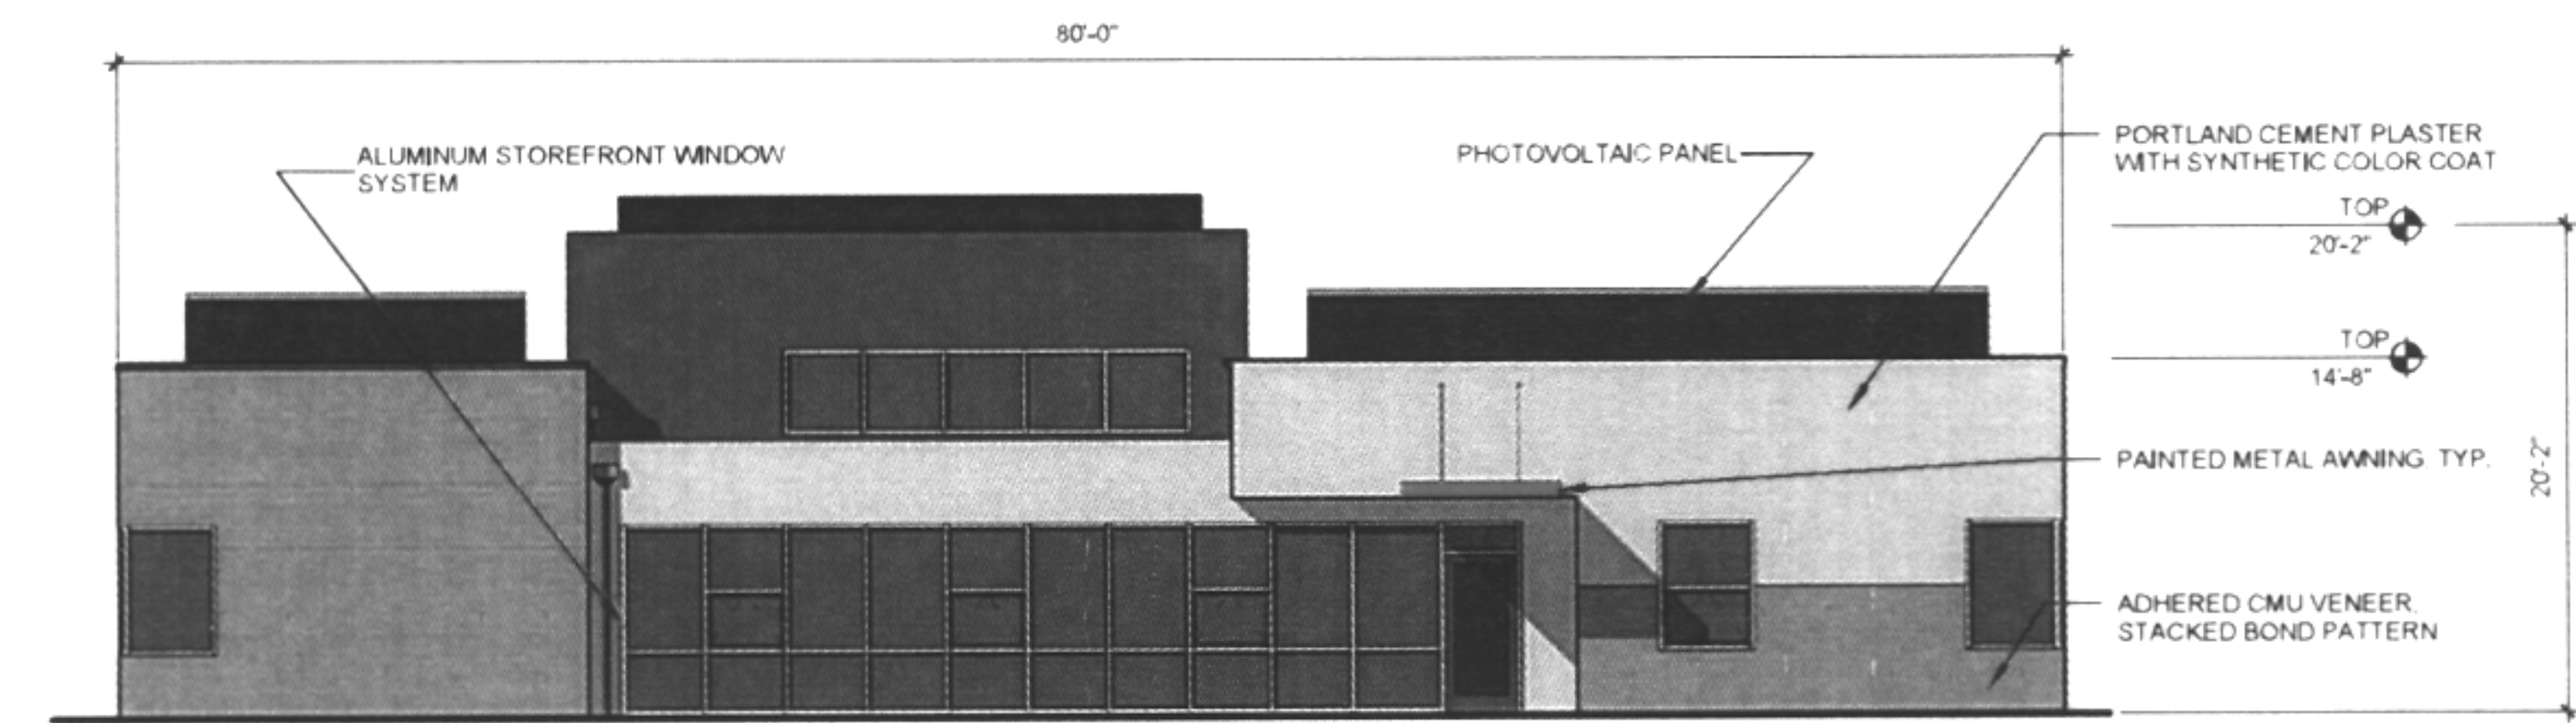 80'-0"
ALUMINUM STOREFRONT WINDOW
SYSTEM
PHOTOVOLTAIC PANEL
PORTLAND CEMENT PLASTER
WITH SYNTHETIC COLOR COAT
TOP
20'-2"
TOP
14'-8"
20'-2"
PAINTED METAL AWNING, TYP.
ADHERED CMU VENEER,
STACKED BOND PATTERN